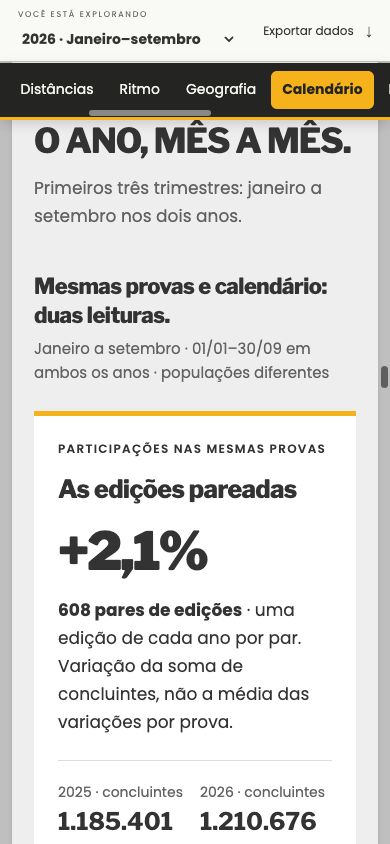 VOCÊ ESTÁ EXPLORANDO
2026 · Janeiro–setembro
Exportar dados ↓
Distâncias Ritmo Geografia Calendário
O ANO, MÊS A MÊS.
Primeiros três trimestres: janeiro a
setembro nos dois anos.
Mesmas provas e calendário:
duas leituras.
Janeiro a setembro · 01/01–30/09 em
ambos os anos · populações diferentes
PARTICIPAÇÕES NAS MESMAS PROVAS
As edições pareadas
+2,1%
608 pares de edições · uma
edição de cada ano por par.
Variação da soma de
concluintes, não a média das
variações por prova.
2025 · concluintes 2026 · concluintes
1.185.401 1.210.676